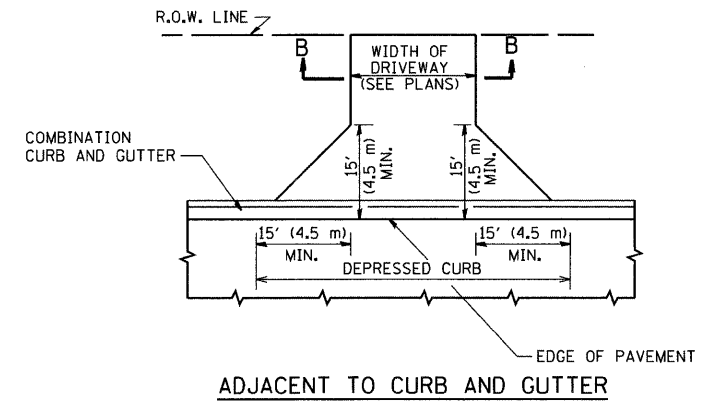 R.O.W. LINE
B
B
WIDTH OF
DRIVEWAY
(SEE PLANS)
COMBINATION
CURB AND GUTTER
15'
(4.5 m)
MIN.
15'
(4.5 m)
MIN.
15' (4.5 m)
MIN.
15' (4.5 m)
MIN.
DEPRESSED CURB
EDGE OF PAVEMENT
ADJACENT TO CURB AND GUTTER